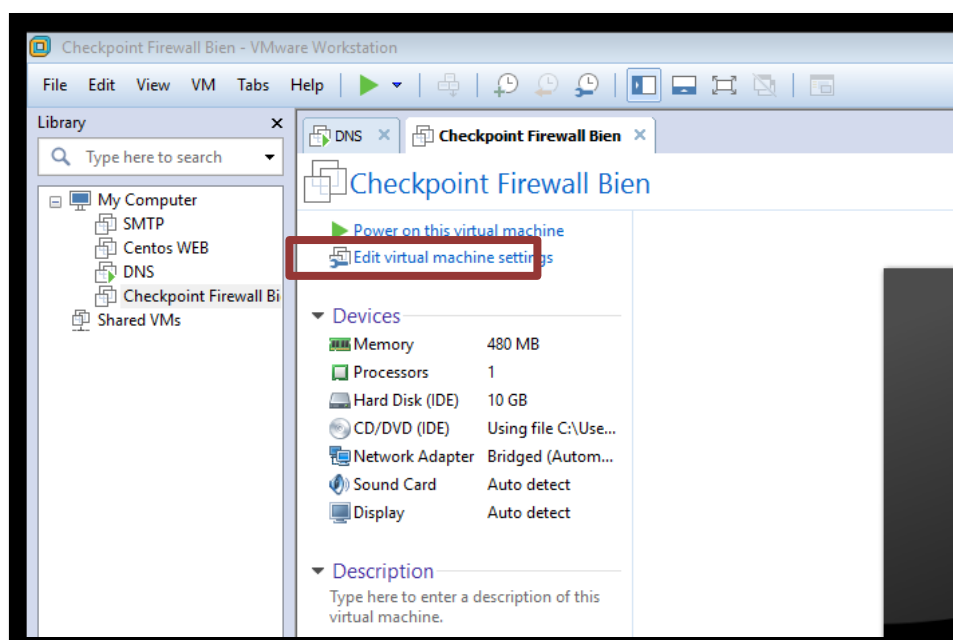 Checkpoint Firewall Bien - VMware Workstation
File Edit View VM Tabs Help
Library
Type here to search
My Computer
SMTP
Centos WEB
DNS
Checkpoint Firewall Bi
Shared VMs
DNS Checkpoint Firewall Bien
Checkpoint Firewall Bien
Power on this virtual machine
Edit virtual machine settings
Devices
Memory 480 MB
Processors 1
Hard Disk (IDE) 10 GB
CD/DVD (IDE) Using file C:\Use...
Network Adapter Bridged (Autom...
Sound Card Auto detect
Display Auto detect
Description
Type here to enter a description of this
virtual machine.